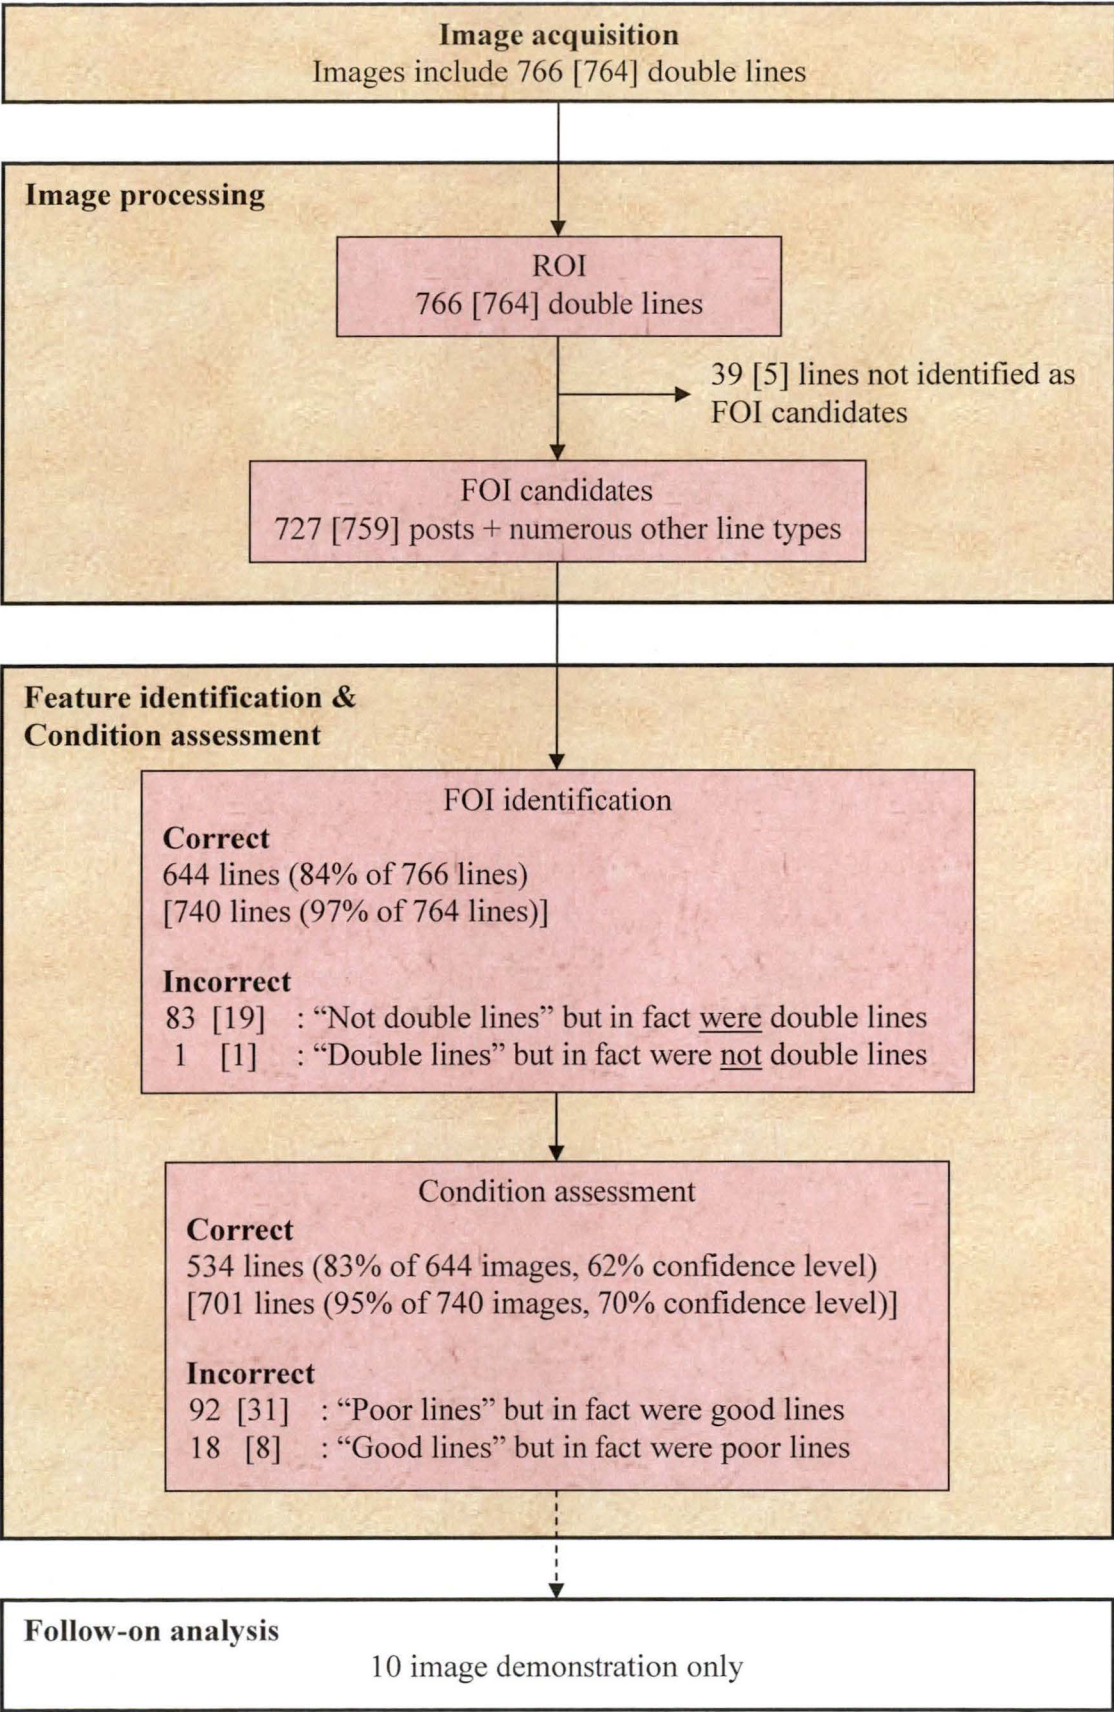 Image acquisition
Images include 766 [764] double lines
Image processing
ROI
766 [764] double lines
39 [5] lines not identified as
FOI candidates
FOI candidates
727 [759] posts + numerous other line types
Feature identification &
Condition assessment
FOI identification
Correct
644 lines (84% of 766 lines)
[740 lines (97% of 764 lines)]
Incorrect
83 [19] : “Not double lines” but in fact were double lines
1 [1] : “Double lines” but in fact were not double lines
Condition assessment
Correct
534 lines (83% of 644 images, 62% confidence level)
[701 lines (95% of 740 images, 70% confidence level)]
Incorrect
92 [31] : “Poor lines” but in fact were good lines
18 [8] : “Good lines” but in fact were poor lines
Follow-on analysis
10 image demonstration only